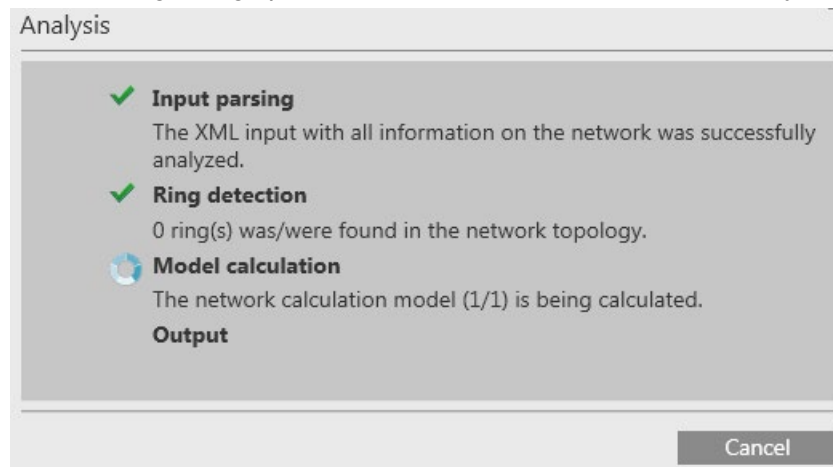 Analysis
Input parsing
The XML input with all information on the network was successfully
analyzed.
Ring detection
0 ring(s) was/were found in the network topology.
Model calculation
The network calculation model (1/1) is being calculated.
Output
Cancel